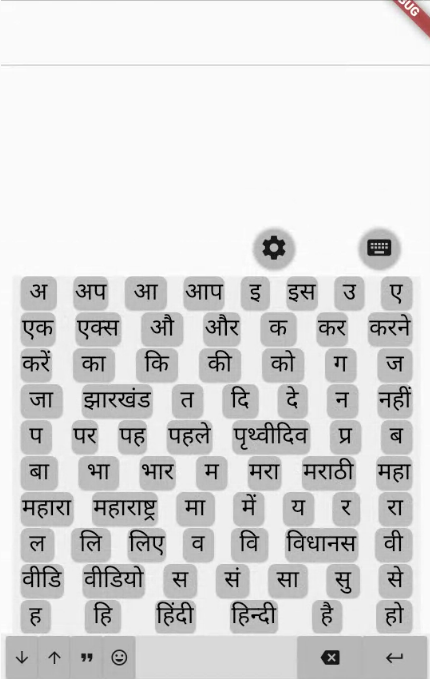 BUG
अ अप आ आप इ इस उ ए
एक एक्स औ और क कर करने
करें का कि की को ग ज
जा झारखंड त दि दे न नहीं
प पर पह पहले पृथ्वीदिव प्र ब
बा भा भार म मरा मराठी महा
महारा महाराष्ट्र मा में य र रा
ल लि लिए व वि विधानस वी
वीडि वीडियो स सं सा सु से
ह हि हिंदी हिन्दी है हो